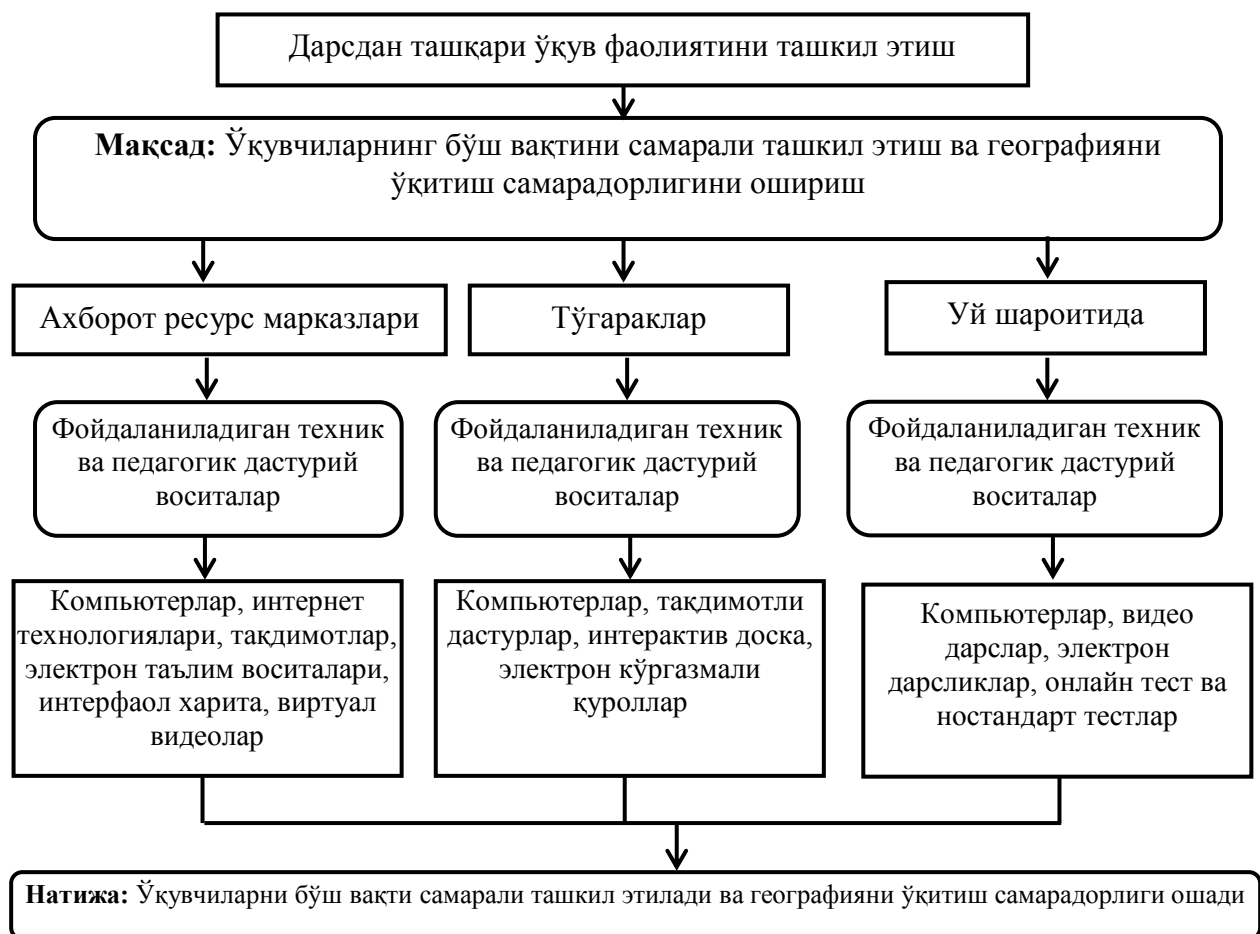 Дарсдан ташқари ўқув фаолиятини ташкил этиш
Мақсад: Ўқувчиларнинг бўш вақтини самарали ташкил этиш ва географияни
ўқитиш самарадорлигини ошириш
Ахборот ресурс марказлари
Тўгараклар
Уй шароитида
Фойдаланиладиган техник
ва педагогик дастурий
воситалар
Фойдаланиладиган техник
ва педагогик дастурий
воситалар
Фойдаланиладиган техник
ва педагогик дастурий
воситалар
Компьютерлар, интернет
технологиялари, тақдимотлар,
электрон таълим воситалари,
интерфаол харита, виртуал
видеолар
Компьютерлар, тақдимотли
дастурлар, интерактив доска,
электрон кўргазмали
қуроллар
Компьютерлар, видео
дарслар, электрон
дарсликлар, онлайн тест ва
ностандарт тестлар
Натижа: Ўқувчиларни бўш вақти самарали ташкил этилади ва географияни ўқитиш самарадорлиги ошади